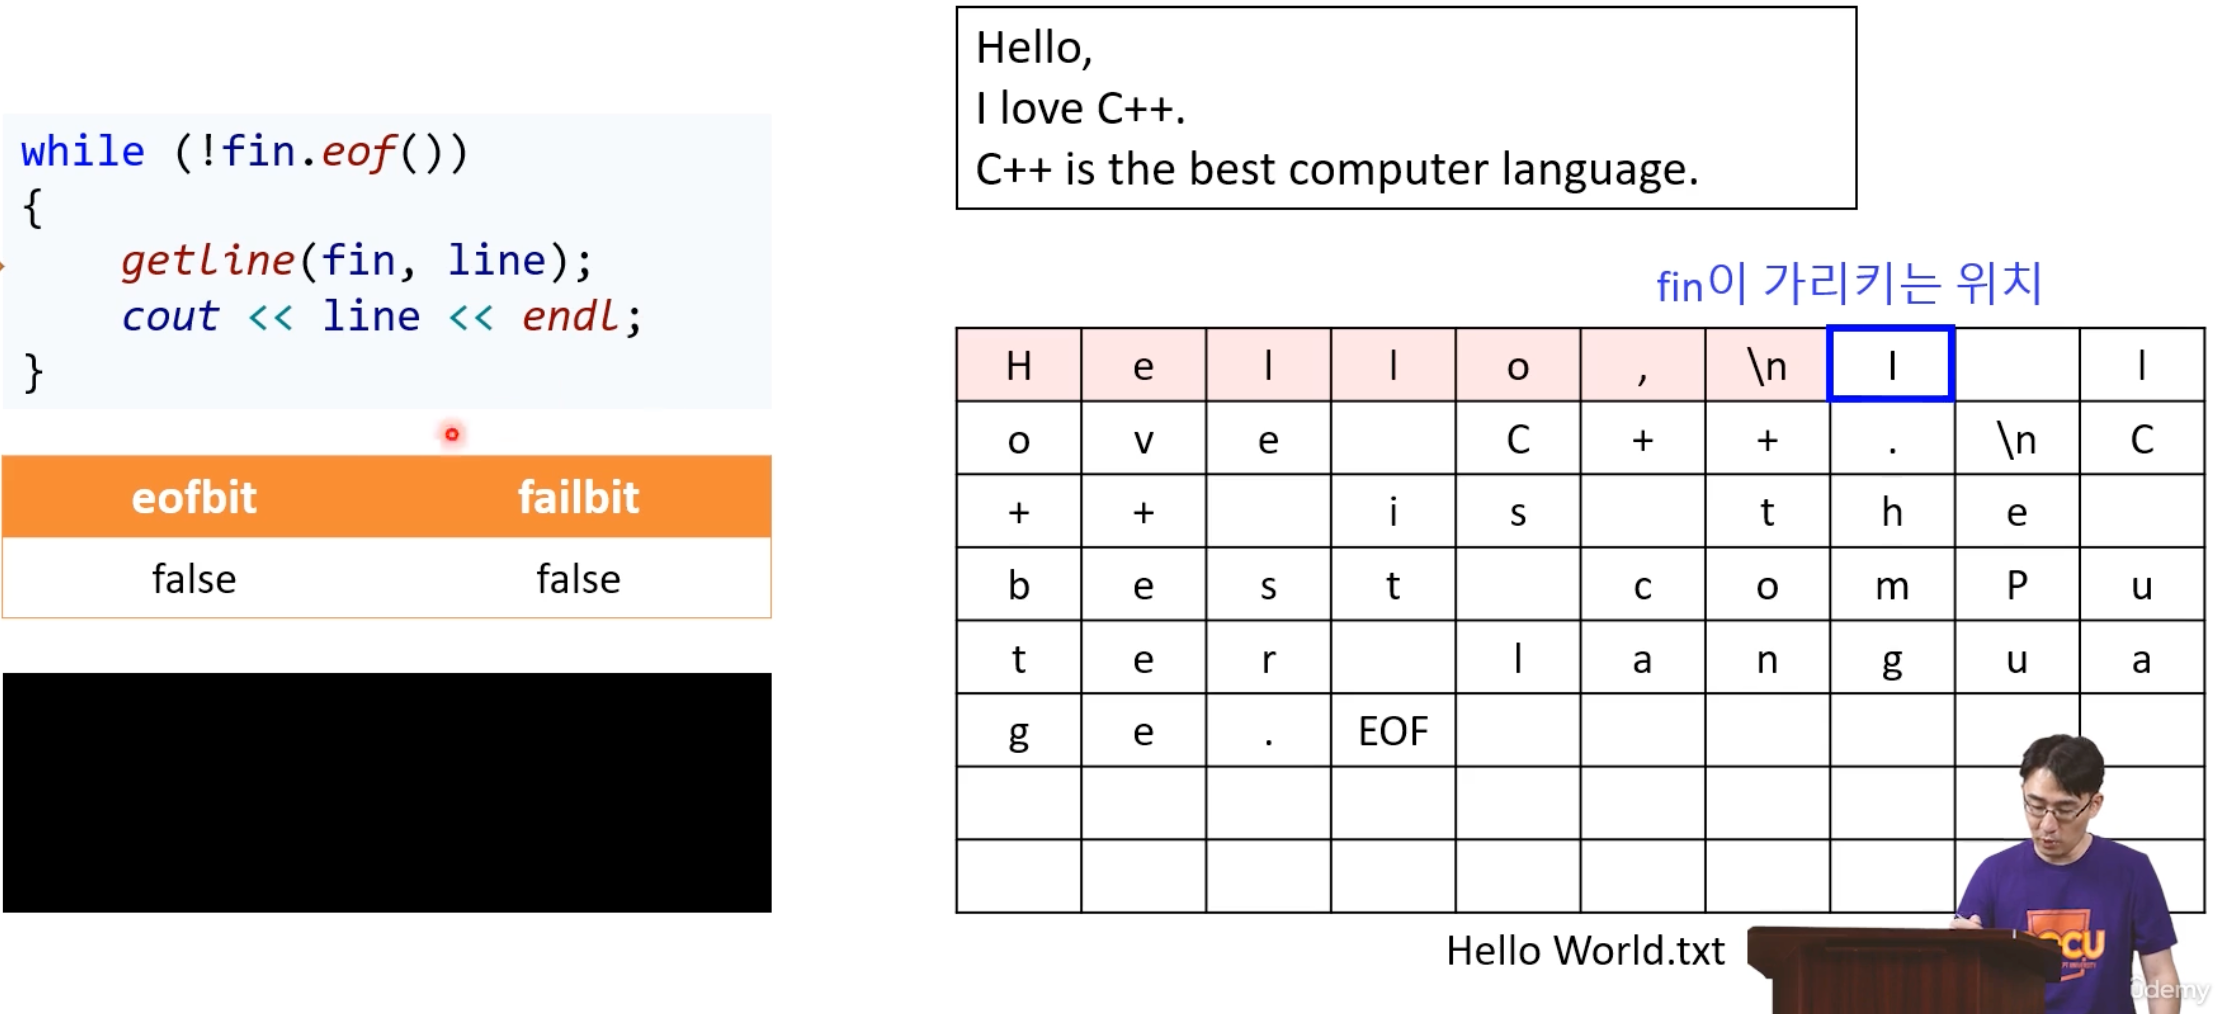 while (!fin.eof())
{
getline(fin, line);
cout << line << endl;
}
eofbit failbit
false false
Hello,
I love C++.
C++ is the best computer language.
fin이 가리키는 위치
H e l l o , \n I l
o v e C + + . \n C
+ + i s t h e
b e s t c o m P u
t e r l a n g u a
g e . EOF
Hello World.txt
CU
ûdemy